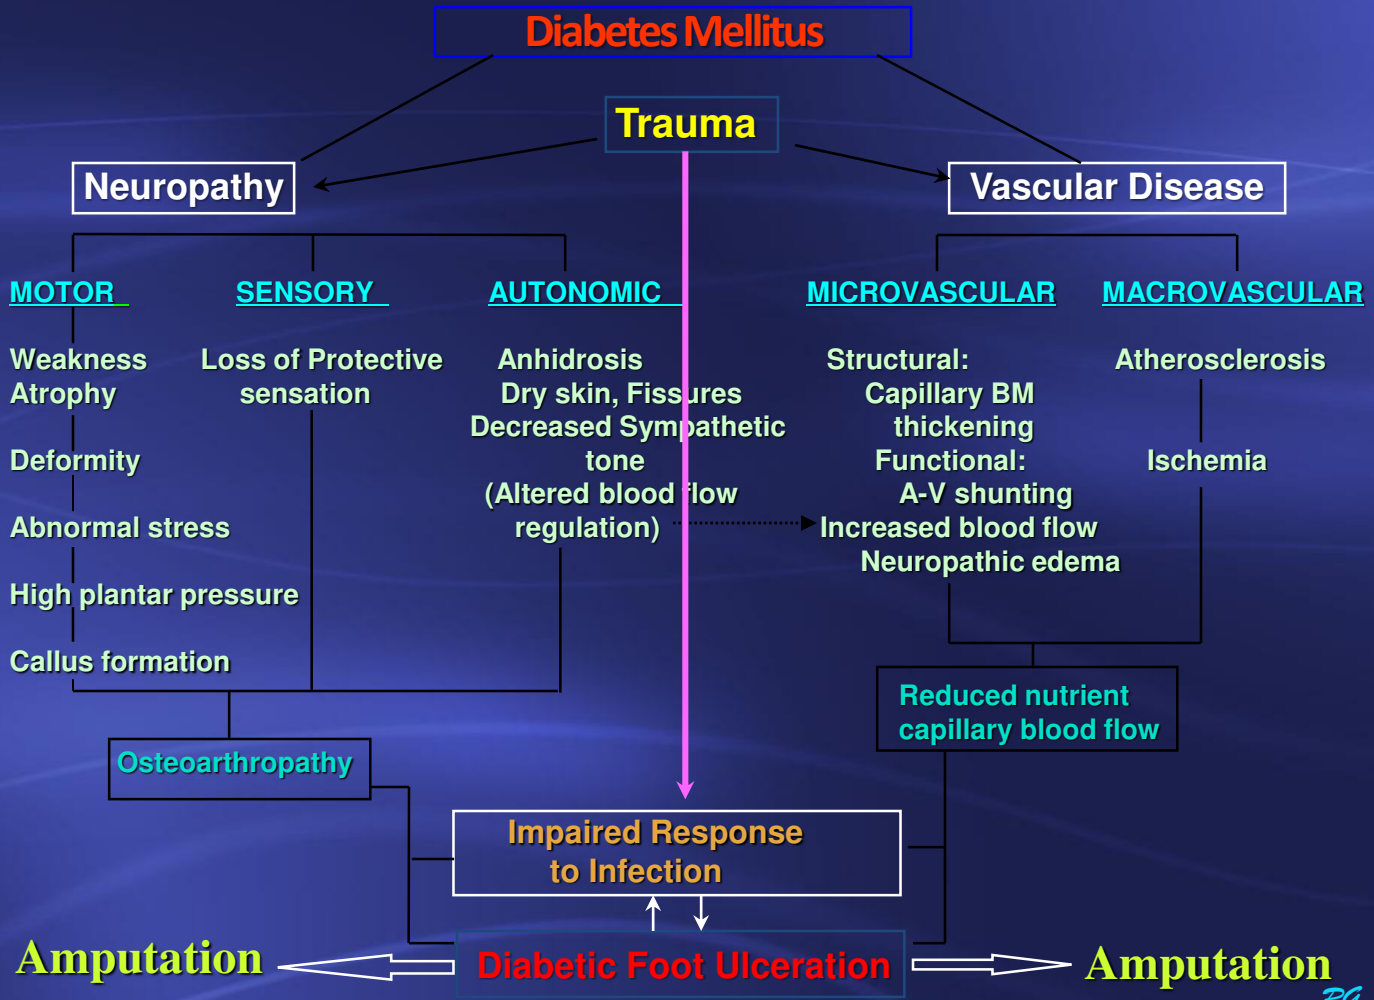 Diabetes Mellitus
Trauma
Neuropathy
Vascular Disease
MOTOR
SENSORY
AUTONOMIC
MICROVASCULAR
MACROVASCULAR
Weakness
Atrophy
Deformity
Abnormal stress
High plantar pressure
Callus formation
Loss of Protective
sensation
Anhidrosis
Dry skin, Fissures
Decreased Sympathetic
tone
(Altered blood flow
regulation)
Structural:
Capillary BM
thickening
Functional:
A-V shunting
Increased blood flow
Neuropathic edema
Atherosclerosis
Ischemia
Osteoarthropathy
Reduced nutrient
capillary blood flow
Impaired Response
to Infection
Amputation
Diabetic Foot Ulceration
Amputation